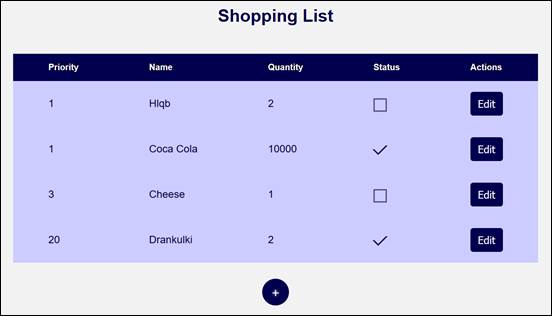 Shopping List
Priority Name Quantity Status Actions
1 Hlqb 2 Edit
1 Coca Cola 10000 Edit
3 Cheese 1 Edit
20 Drankulki 2 Edit
+